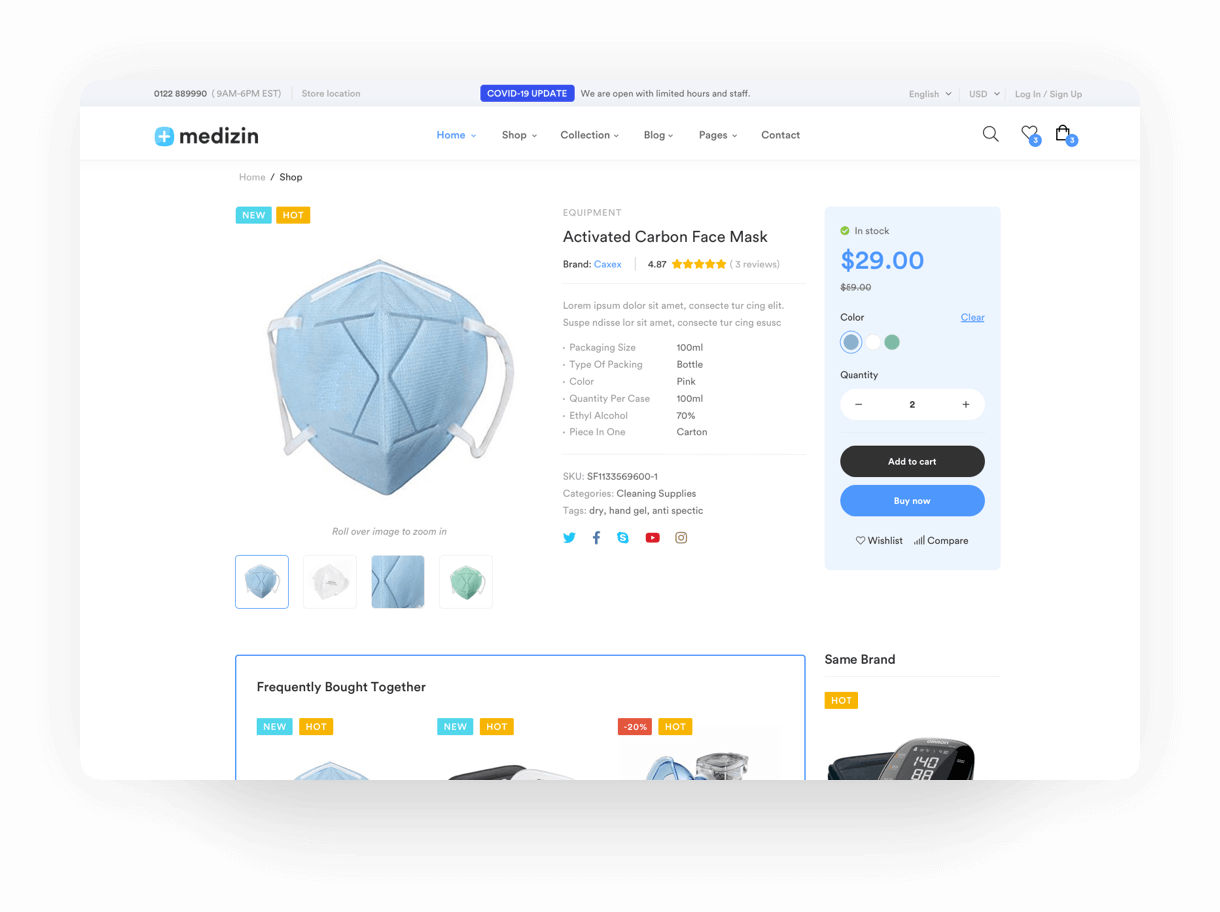 0122 889990 ( 9AM-6PM EST) Store location COVID-19 UPDATE We are open with limited hours and staff. English USD Log In / Sign Up
medizin Home Shop Collection Blog Pages Contact 3 3
Home / Shop
NEW HOT
EQUIPMENT
Activated Carbon Face Mask
Brand: Caxex 4.87 ( 3 reviews)
Lorem ipsum dolor sit amet, consecte tur cing elit.
Suspe ndisse lor sit amet, consecte tur cing esusc
· Packaging Size 100ml
· Type Of Packing Bottle
· Color Pink
· Quantity Per Case 100ml
· Ethyl Alcohol 70%
· Piece In One Carton
SKU: SF1133569600-1
Categories: Cleaning Supplies
Tags: dry, hand gel, anti spectic
Roll over image to zoom in
In stock
$29.00
$59.00
Color Clear
Quantity
− 2 +
Add to cart
Buy now
Wishlist Compare
Frequently Bought Together
NEW HOT NEW HOT -20% HOT
Same Brand
HOT
140
88